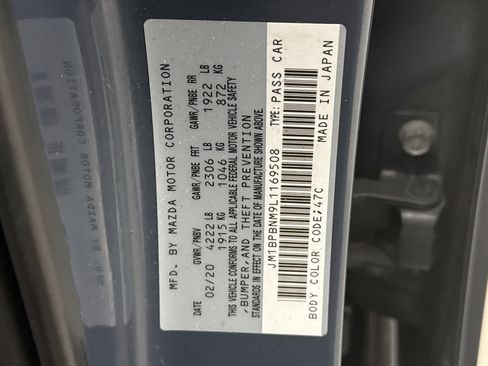 MFD. BY MAZDA MOTOR CORPORATION
GVWR/PNBV GAWR/PNBE FRT GAWR/PNBE RR
02/20 4222 LB 2306 LB 1922 LB
1915 KG 1046 KG 872 KG
THIS VEHICLE CONFORMS TO ALL APPLICABLE FEDERAL MOTOR VEHICLE SAFETY
,BUMPER,AND THEFT PREVENTION
STANDARDS IN EFFECT ON THE DATE OF MANUFACTURE SHOWN ABOVE.
JM1BPBNM9L1169508 TYPE: PASS CAR
BODY COLOR CODE;47C MADE IN JAPAN